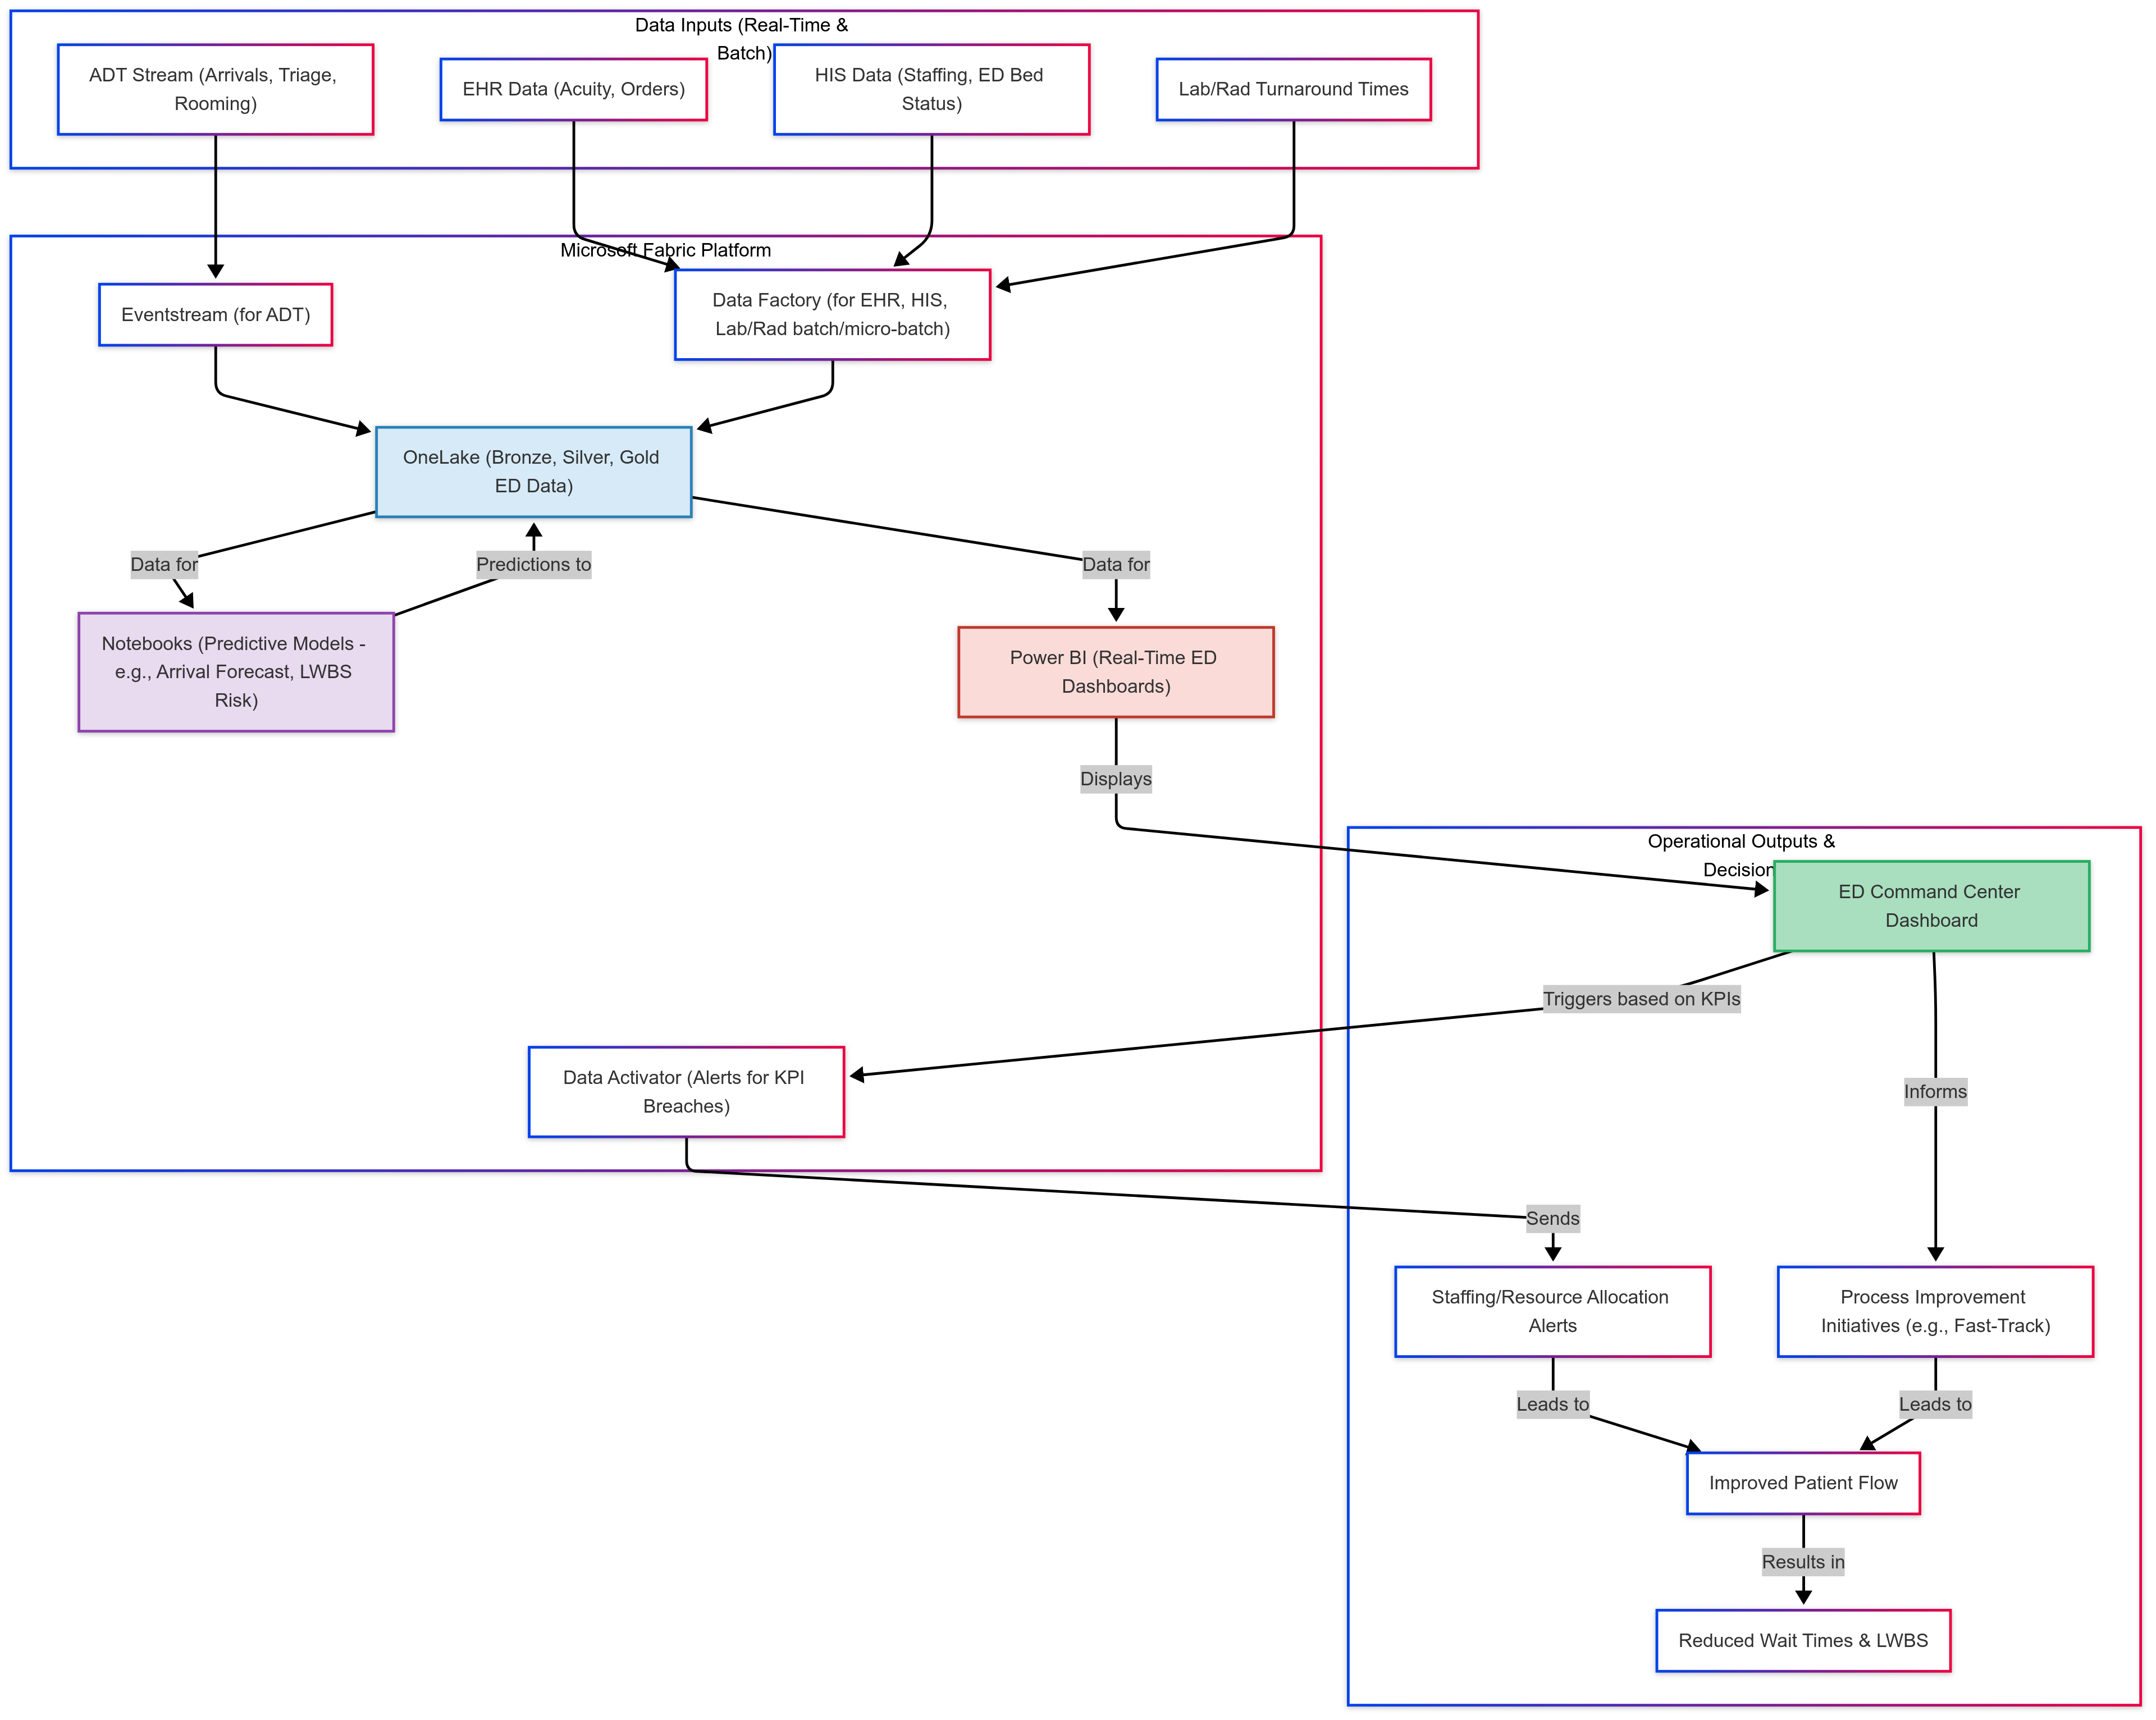 Data Inputs (Real-Time &
Batch)
ADT Stream (Arrivals, Triage,
Rooming)
EHR Data (Acuity, Orders)
HIS Data (Staffing, ED Bed
Status)
Lab/Rad Turnaround Times
Microsoft Fabric Platform
Eventstream (for ADT)
Data Factory (for EHR, HIS,
Lab/Rad batch/micro-batch)
OneLake (Bronze, Silver, Gold
ED Data)
Data for
Predictions to
Data for
Notebooks (Predictive Models -
e.g., Arrival Forecast, LWBS
Risk)
Power BI (Real-Time ED
Dashboards)
Displays
Operational Outputs &
Decision
ED Command Center
Dashboard
Triggers based on KPIs
Data Activator (Alerts for KPI
Breaches)
Informs
Sends
Staffing/Resource Allocation
Alerts
Process Improvement
Initiatives (e.g., Fast-Track)
Leads to
Leads to
Improved Patient Flow
Results in
Reduced Wait Times & LWBS